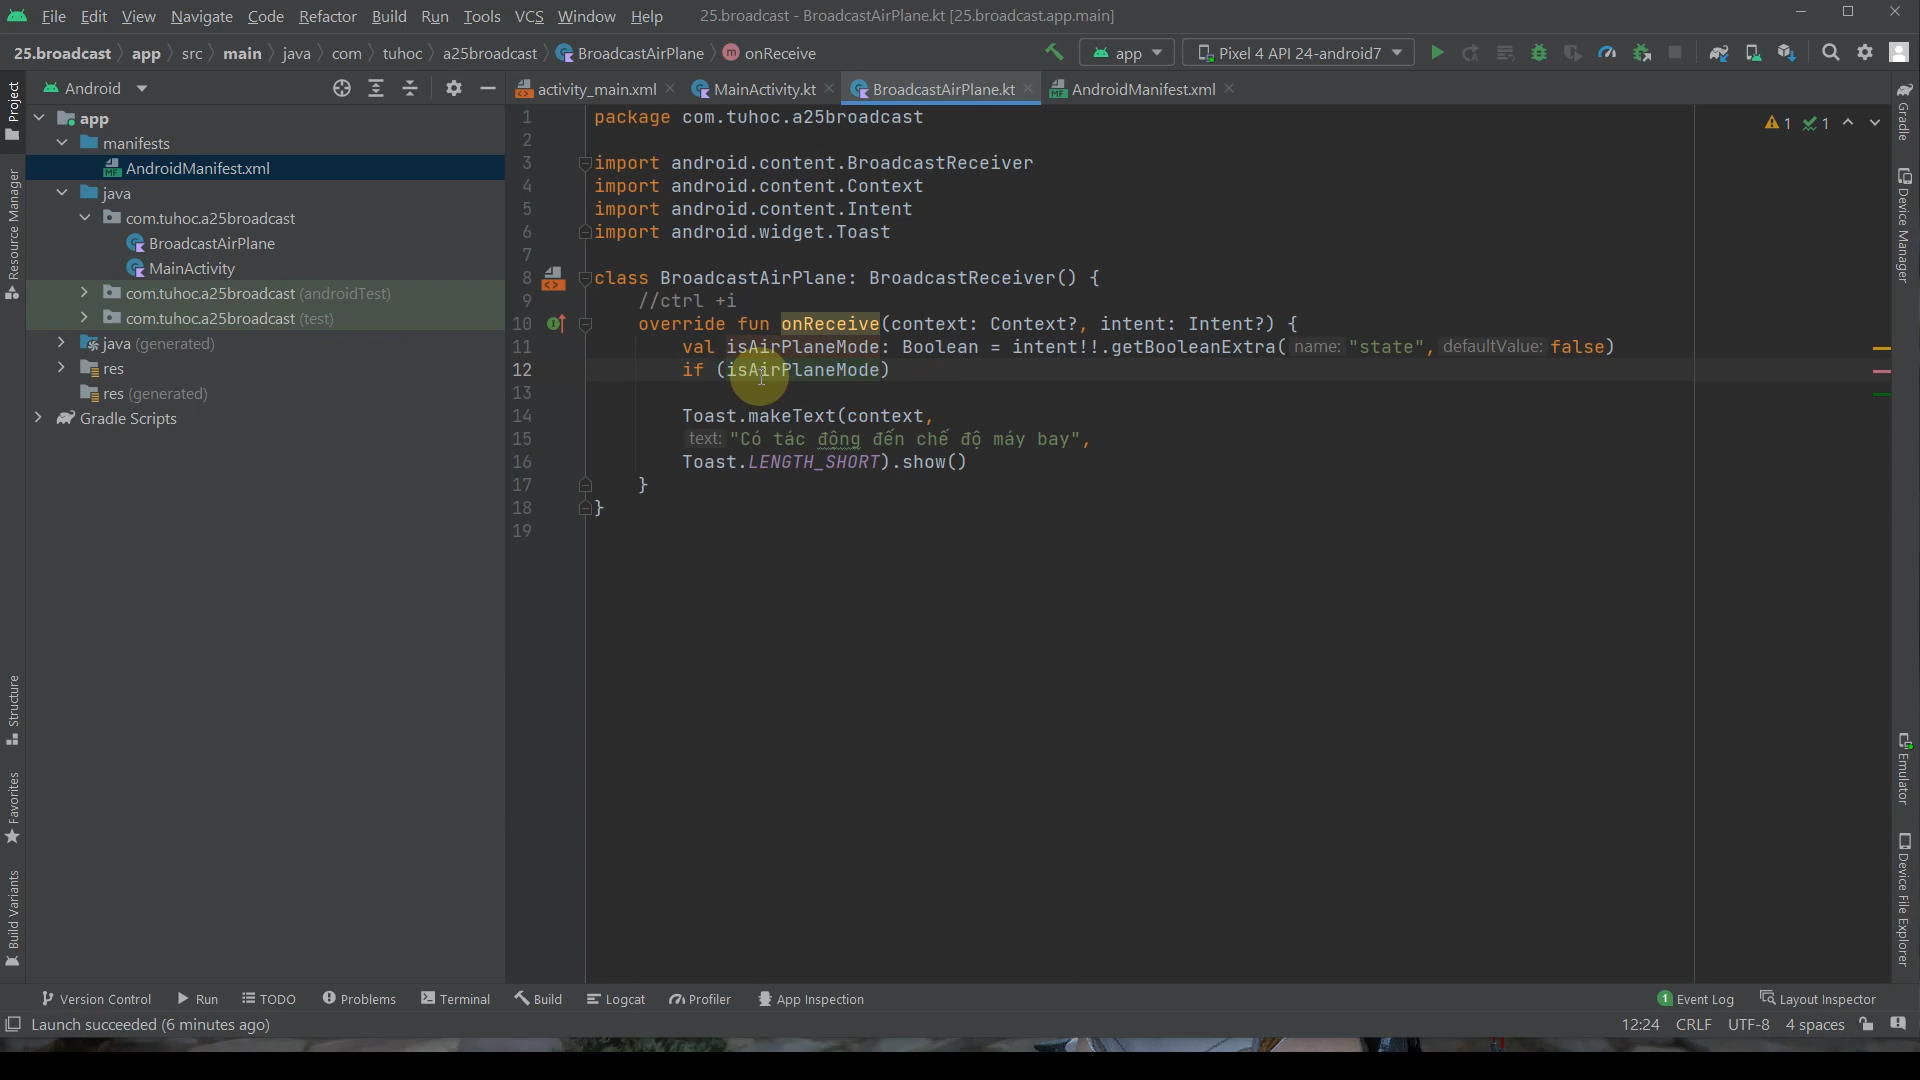 File Edit View Navigate Code Refactor Build Run Tools VCS Window Help 25.broadcast - BroadcastAirPlane.kt [25.broadcast.app.main]
25.broadcast app src main java com tuhoc a25broadcast BroadcastAirPlane onReceive app Pixel 4 API 24-android7
Android activity_main.xml MainActivity.kt BroadcastAirPlane.kt AndroidManifest.xml
Project
Resource Manager
Structure
Favorites
Build Variants
app
manifests
AndroidManifest.xml
java
com.tuhoc.a25broadcast
BroadcastAirPlane
MainActivity
com.tuhoc.a25broadcast (androidTest)
com.tuhoc.a25broadcast (test)
java (generated)
res
res (generated)
Gradle Scripts
1 package com.tuhoc.a25broadcast
2
3 import android.content.BroadcastReceiver
4 import android.content.Context
5 import android.content.Intent
6 import android.widget.Toast
7
8 class BroadcastAirPlane: BroadcastReceiver() {
9 //ctrl +i
10 override fun onReceive(context: Context?, intent: Intent?) {
11 val isAirPlaneMode: Boolean = intent!!.getBooleanExtra( name: "state", defaultValue: false)
12 if (isAirPlaneMode)
13
14 Toast.makeText(context,
15 text: "Có tác động đến chế độ máy bay",
16 Toast.LENGTH_SHORT).show()
17 }
18 }
19
1 1
Gradle
Device Manager
Emulator
Device File Explorer
Version Control Run TODO Problems Terminal Build Logcat Profiler App Inspection 1 Event Log Layout Inspector
Launch succeeded (6 minutes ago) 12:24 CRLF UTF-8 4 spaces